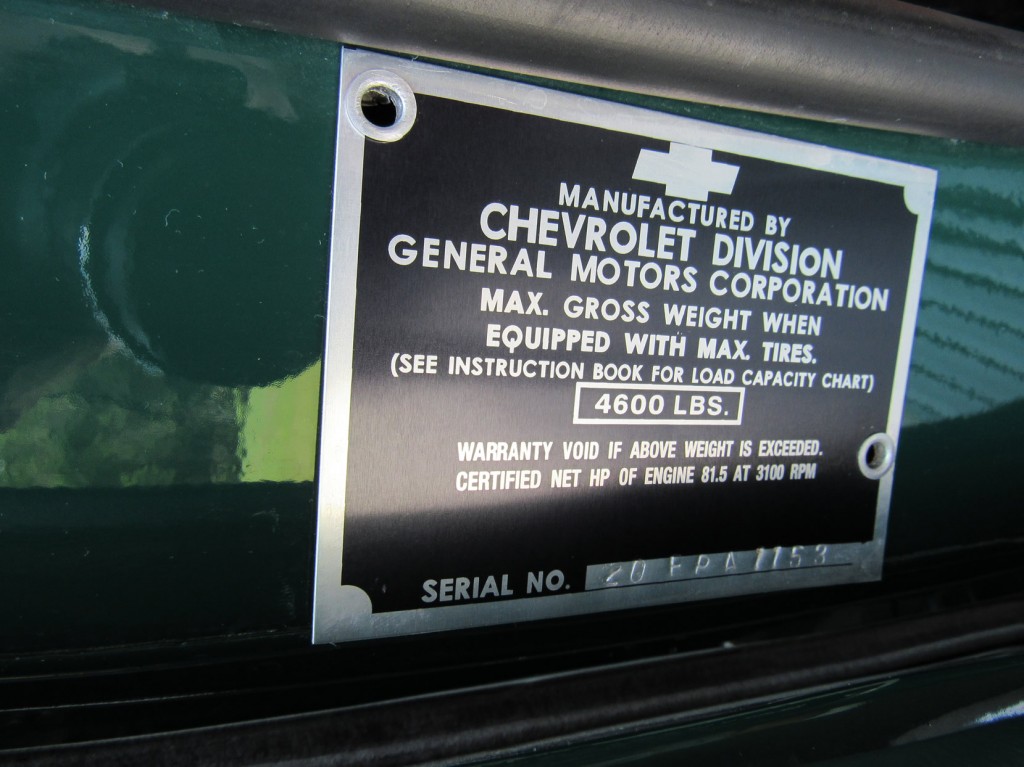 MANUFACTURED BY
CHEVROLET DIVISION
GENERAL MOTORS CORPORATION
MAX. GROSS WEIGHT WHEN
EQUIPPED WITH MAX. TIRES.
(SEE INSTRUCTION BOOK FOR LOAD CAPACITY CHART)
4600 LBS.
WARRANTY VOID IF ABOVE WEIGHT IS EXCEEDED.
CERTIFIED NET HP OF ENGINE 81.5 AT 3100 RPM
SERIAL NO. 20